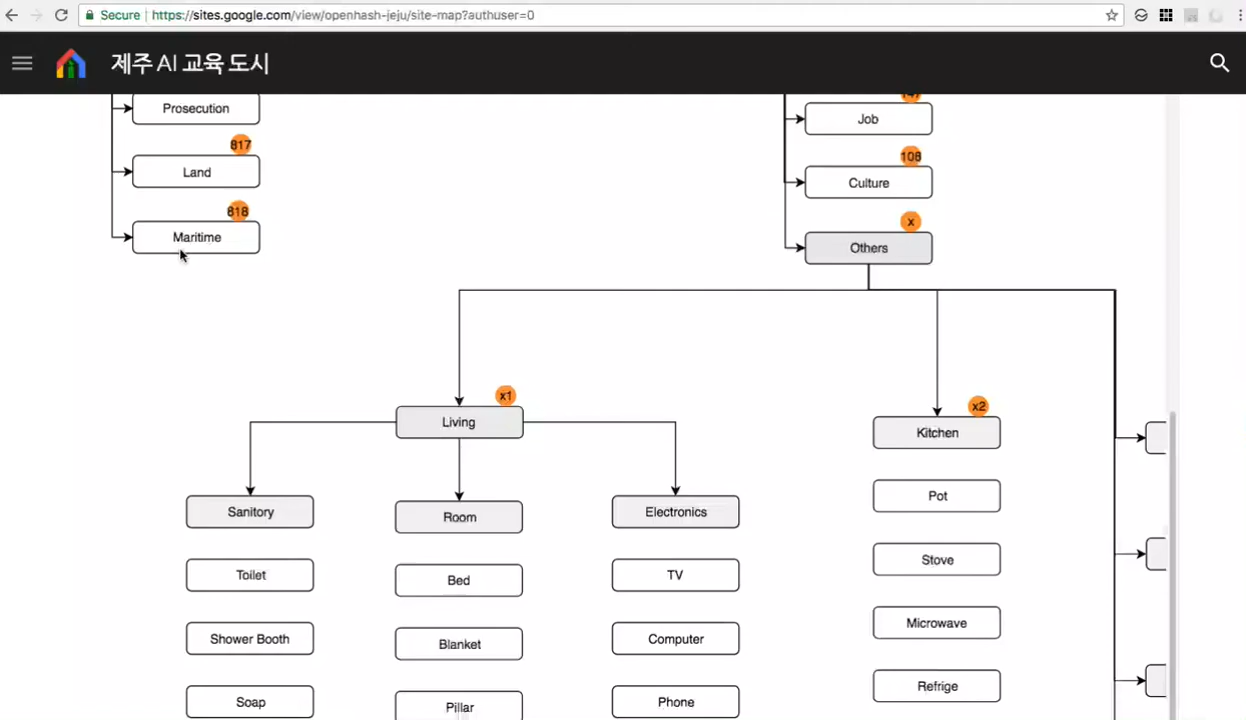 Secure
https://sites.google.com/view/openhash-jeju/site-map?authuser=0
제주 AI 교육 도시
Prosecution
Job
817
Land
108
Culture
818
Maritime
x
Others
x1
Living
x2
Kitchen
Sanitory
Room
Electronics
Pot
Toilet
Bed
TV
Stove
Shower Booth
Blanket
Computer
Microwave
Soap
Pillar
Phone
Refrige